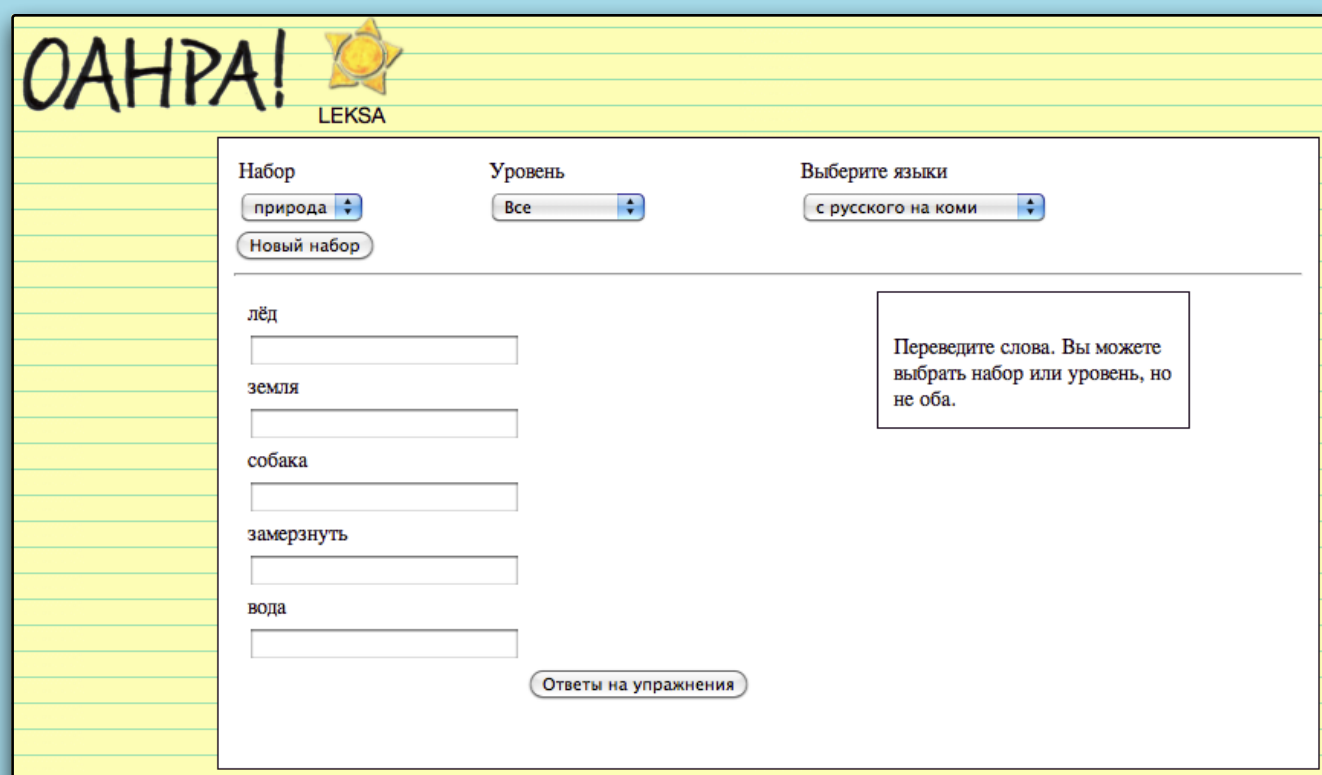 OAHPA!
LEKSA
Набор Уровень Выберите языки
природа Все с русского на коми
Новый набор
лёд
земля
собака
замерзнуть
вода
Ответы на упражнения
Переведите слова. Вы можете
выбрать набор или уровень, но
не оба.